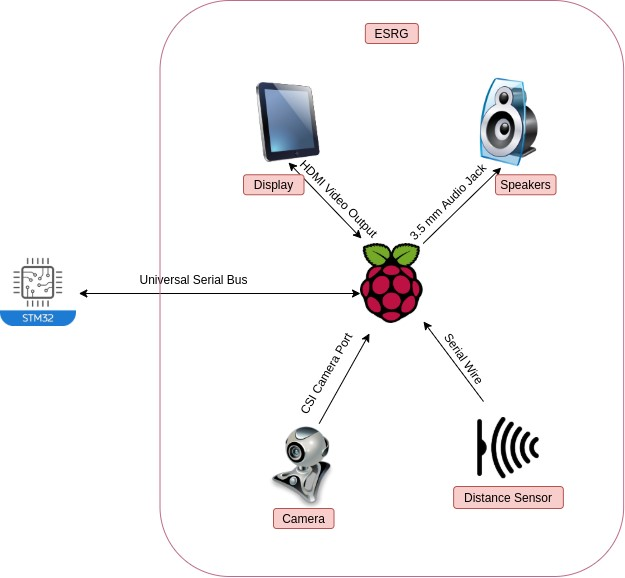 ESRG
HDMI Video Output
3.5 mm Audio Jack
Display
Speakers
Universal Serial Bus
STM32
CSI Camera Port
Serial Wire
Distance Sensor
Camera